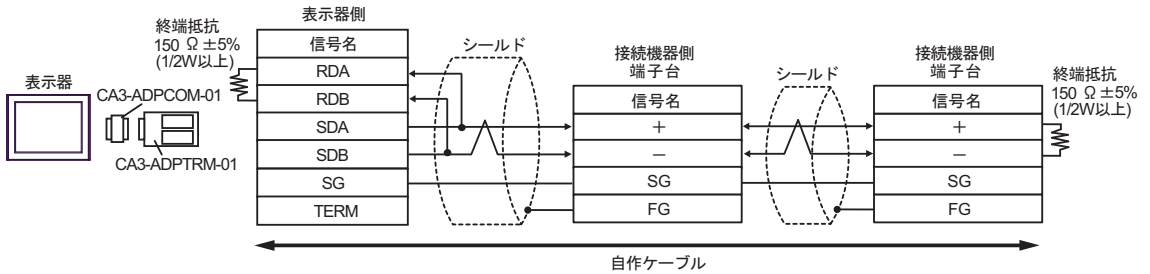 表示器
CA3-ADPCOM-01
CA3-ADPTRM-01
終端抵抗
150 Ω ±5%
(1/2W以上)
表示器側
信号名
RDA
RDB
SDA
SDB
SG
TERM
シールド
接続機器側
端子台
信号名
+
−
SG
FG
シールド
接続機器側
端子台
信号名
+
−
SG
FG
終端抵抗
150 Ω ±5%
(1/2W以上)
自作ケーブル